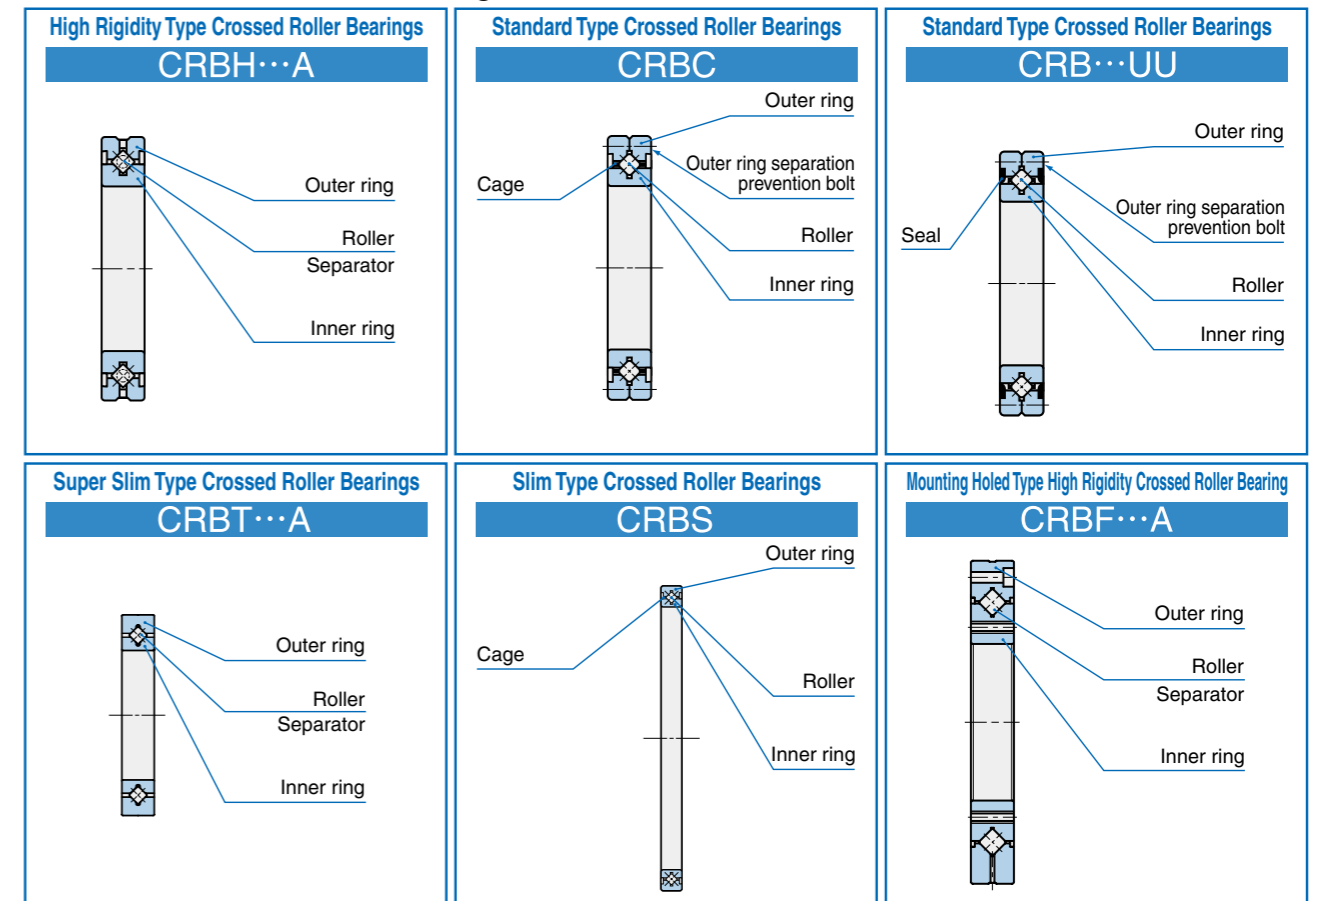 High Rigidity Type Crossed Roller Bearings
CRBH···A
Outer ring
Roller
Separator
Inner ring
Standard Type Crossed Roller Bearings
CRBC
Outer ring
Outer ring separation
prevention bolt
Cage
Roller
Inner ring
Standard Type Crossed Roller Bearings
CRB···UU
Outer ring
Outer ring separation
prevention bolt
Seal
Roller
Inner ring
Super Slim Type Crossed Roller Bearings
CRBT···A
Outer ring
Roller
Separator
Inner ring
Slim Type Crossed Roller Bearings
CRBS
Outer ring
Cage
Roller
Inner ring
Mounting Holed Type High Rigidity Crossed Roller Bearing
CRBF···A
Outer ring
Roller
Separator
Inner ring